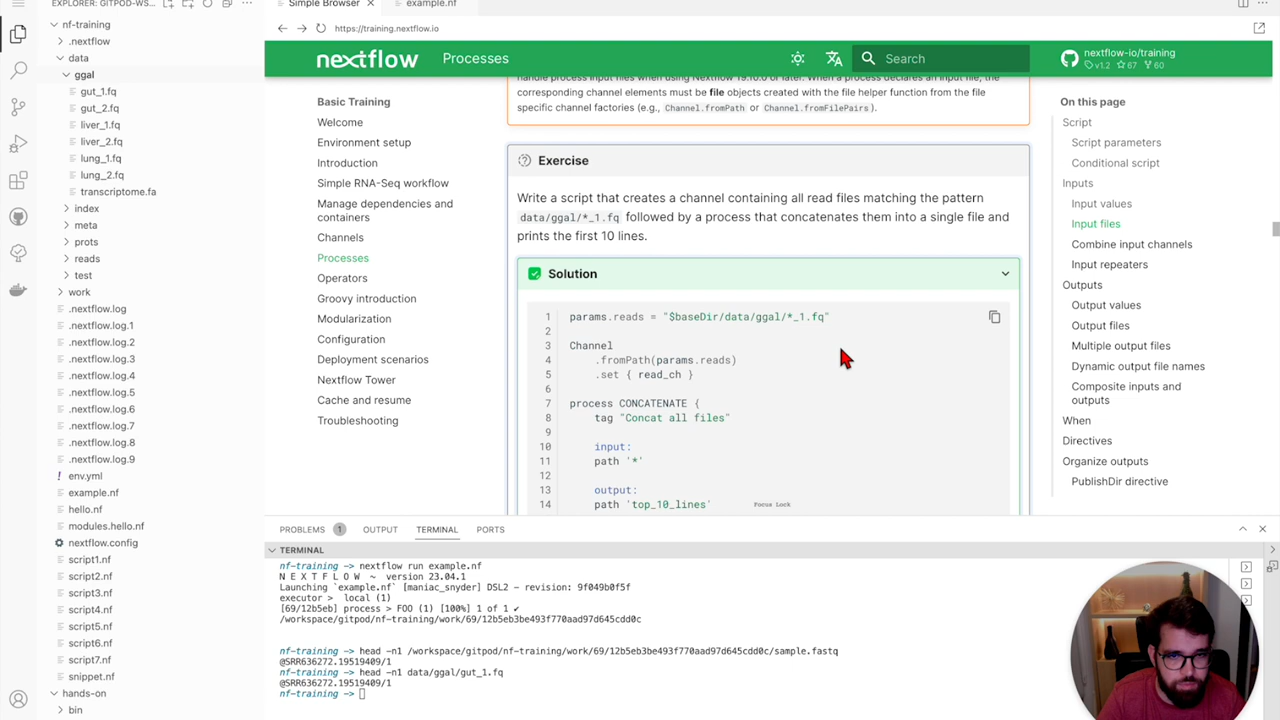 EXPLORER: GITPOD-WS...
nf-training
.nextflow
data
ggal
gut_1.fq
gut_2.fq
liver_1.fq
liver_2.fq
lung_1.fq
lung_2.fq
transcriptome.fa
index
meta
prots
reads
test
work
.nextflow.log
.nextflow.log.1
.nextflow.log.2
.nextflow.log.3
.nextflow.log.4
.nextflow.log.5
.nextflow.log.6
.nextflow.log.7
.nextflow.log.8
.nextflow.log.9
env.yml
example.nf
hello.nf
modules.hello.nf
nextflow.config
script1.nf
script2.nf
script3.nf
script4.nf
script5.nf
script6.nf
script7.nf
snippet.nf
hands-on
bin
Simple Browser
example.nf
https://training.nextflow.io
nextflow Processes
Search
nextflow-io/training
v1.2 67 60
Basic Training
Welcome
Environment setup
Introduction
Simple RNA-Seq workflow
Manage dependencies and
containers
Channels
Processes
Operators
Groovy introduction
Modularization
Configuration
Deployment scenarios
Nextflow Tower
Cache and resume
Troubleshooting
handle process input files when using Nextflow 19.10.0 or later. When a process declares an input file, the
corresponding channel elements must be file objects created with the file helper function from the file
specific channel factories (e.g., Channel.fromPath or Channel.fromFilePairs).
Exercise
Write a script that creates a channel containing all read files matching the pattern
data/ggal/*_1.fq followed by a process that concatenates them into a single file and
prints the first 10 lines.
Solution
1 params.reads = "$baseDir/data/ggal/*_1.fq"
2
3 Channel
4 .fromPath(params.reads)
5 .set { read_ch }
6
7 process CONCATENATE {
8 tag "Concat all files"
9
10 input:
11 path '*'
12
13 output:
14 path 'top_10_lines'
Focus Lock
On this page
Script
Script parameters
Conditional script
Inputs
Input values
Input files
Combine input channels
Input repeaters
Outputs
Output values
Output files
Multiple output files
Dynamic output file names
Composite inputs and
outputs
When
Directives
Organize outputs
PublishDir directive
PROBLEMS 1 OUTPUT TERMINAL PORTS
TERMINAL
nf-training -> nextflow run example.nf
N E X T F L O W ~ version 23.04.1
Launching `example.nf` [maniac_snyder] DSL2 - revision: 9f049b0f5f
executor > local (1)
[69/12b5eb] process > FOO (1) [100%] 1 of 1 ✔
/workspace/gitpod/nf-training/work/69/12b5eb3be493f770aad97d645cdd0c
nf-training -> head -n1 /workspace/gitpod/nf-training/work/69/12b5eb3be493f770aad97d645cdd0c/sample.fastq
@SRR636272.19519409/1
nf-training -> head -n1 data/ggal/gut_1.fq
@SRR636272.19519409/1
nf-training ->